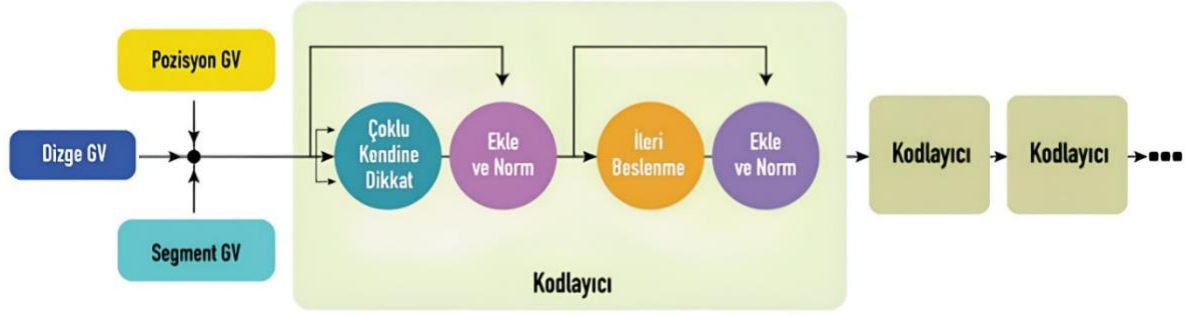 Pozisyon GV
Dizge GV
Segment GV
Çoklu
Kendine
Dikkat
Ekle
ve Norm
İleri
Beslenme
Ekle
ve Norm
Kodlayıcı
Kodlayıcı
Kodlayıcı